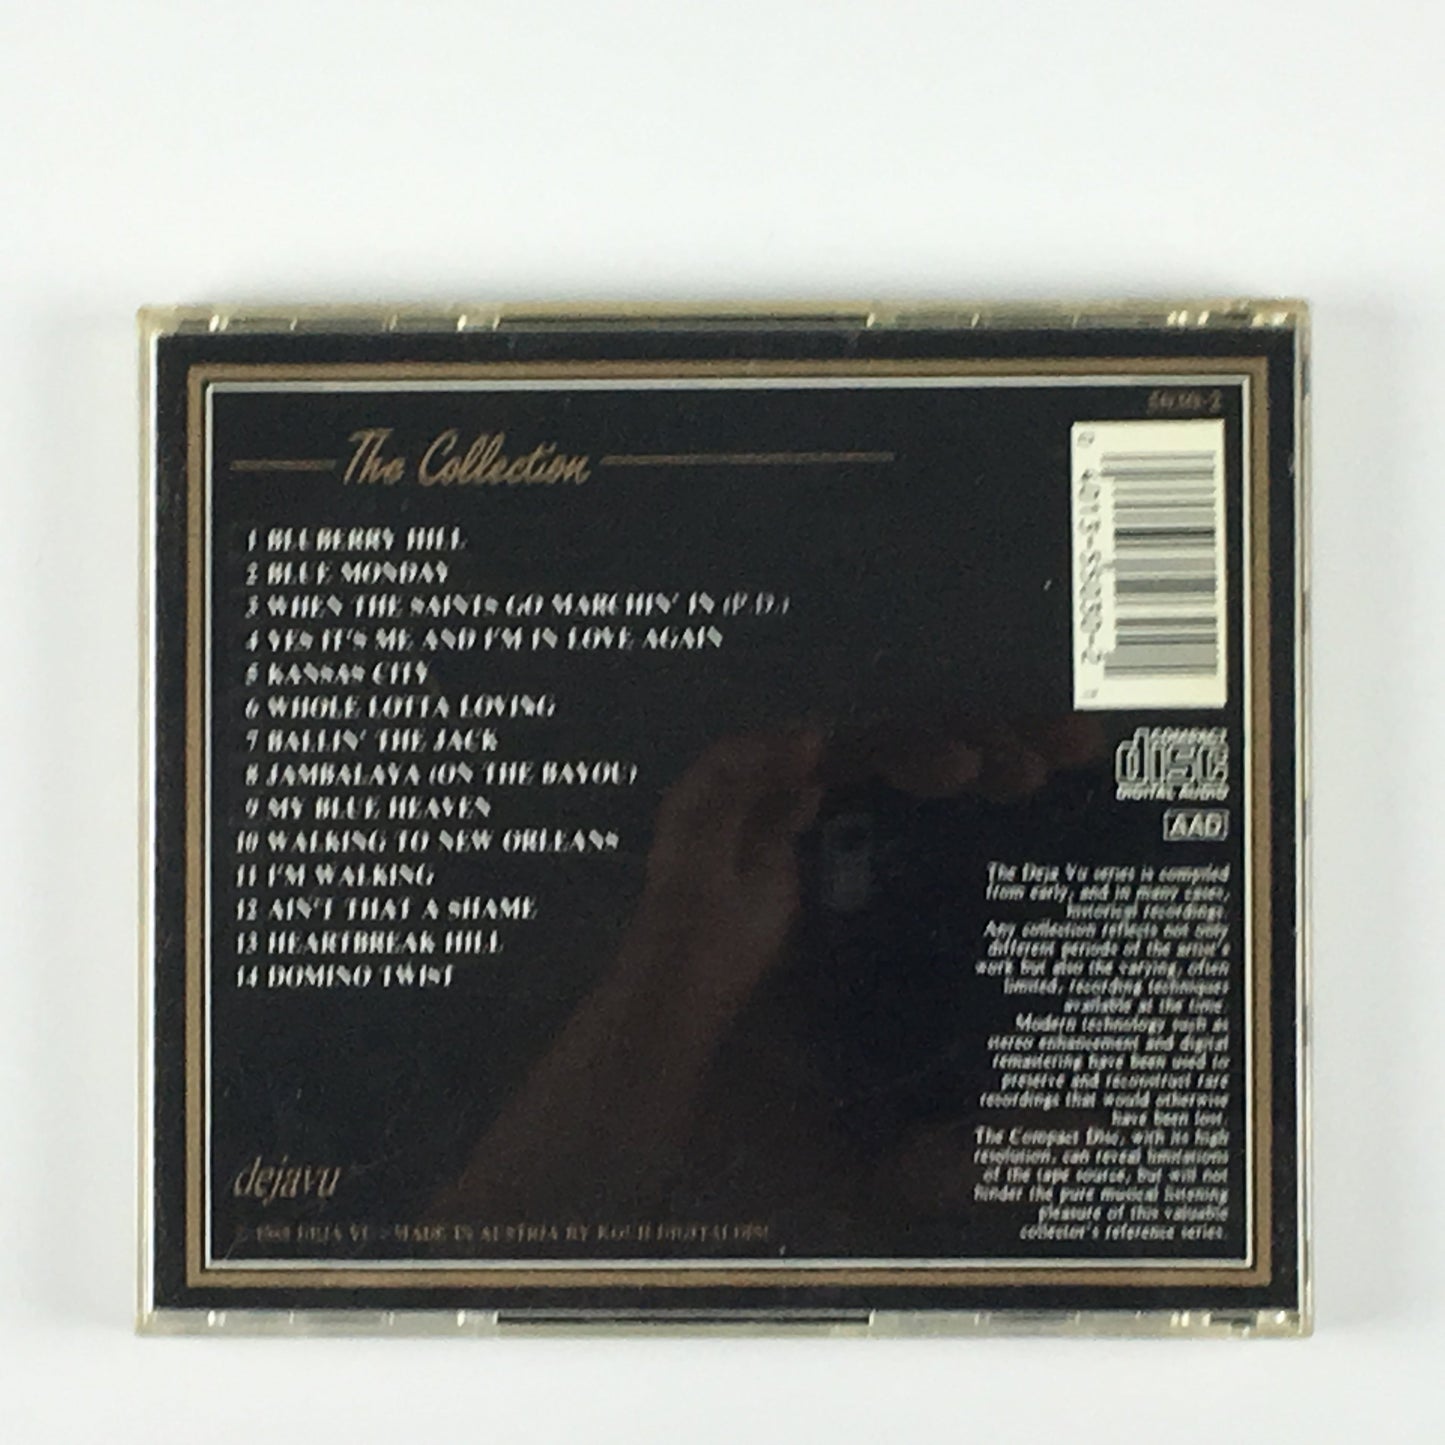 The Collection
1 BLUBERRY HILL
2 BLUE MONDAY
3 WHEN THE SAINTS GO MARCHIN' IN (P.D.)
4 YES IT'S ME AND I'M IN LOVE AGAIN
5 KANSAS CITY
6 WHOLE LOTTA LOVING
7 BALLIN' THE JACK
8 JAMBALAYA (ON THE BAYOU)
9 MY BLUE HEAVEN
10 WALKING TO NEW ORLEANS
11 I'M WALKING
12 AIN'T THAT A SHAME
13 HEARTBREAK HILL
14 DOMINO TWIST
dejavu
DEJA VU - MADE IN AUSTRIA BY KOCH DIGITALDISC
COMPACT
disc
DIGITAL AUDIO
AAD
The Deja Vu series is compiled
from early, and in many cases,
historical recordings.
Any collection reflects not only
different periods of the artist's
work but also the varying, often
limited, recording techniques
available at the time.
Modern technology such as
stereo enhancement and digital
remastering have been used to
preserve and reconstruct rare
recordings that would otherwise
have been lost.
The Compact Disc, with its high
resolution, can reveal limitations
of the tape source, but will not
hinder the pure musical listening
pleasure of this valuable
collector's reference series.